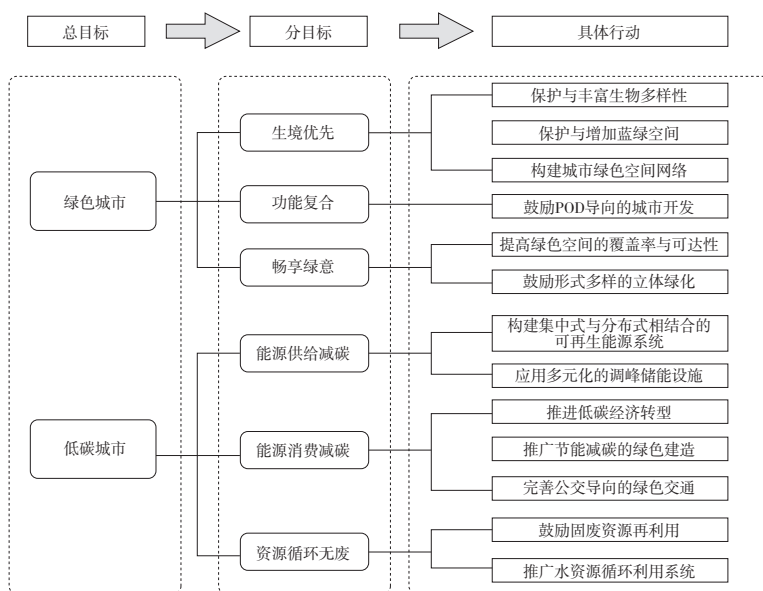 总目标
分目标
具体行动
绿色城市
生境优先
保护与丰富生物多样性
保护与增加蓝绿空间
构建城市绿色空间网络
功能复合
鼓励POD导向的城市开发
畅享绿意
提高绿色空间的覆盖率与可达性
鼓励形式多样的立体绿化
低碳城市
能源供给减碳
构建集中式与分布式相结合的
可再生能源系统
应用多元化的调峰储能设施
能源消费减碳
推进低碳经济转型
推广节能减碳的绿色建造
完善公交导向的绿色交通
资源循环无废
鼓励固废资源再利用
推广水资源循环利用系统